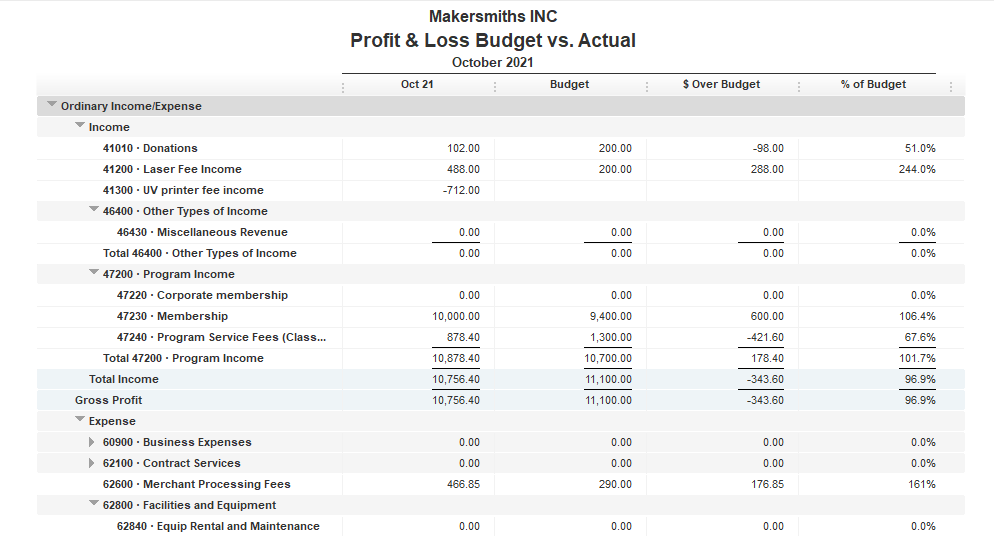 Makersmiths INC
Profit & Loss Budget vs. Actual
October 2021
Oct 21 Budget $ Over Budget % of Budget
Ordinary Income/Expense
Income
41010 · Donations 102.00 200.00 -98.00 51.0%
41200 · Laser Fee Income 488.00 200.00 288.00 244.0%
41300 · UV printer fee income -712.00
46400 · Other Types of Income
46430 · Miscellaneous Revenue 0.00 0.00 0.00 0.0%
Total 46400 · Other Types of Income 0.00 0.00 0.00 0.0%
47200 · Program Income
47220 · Corporate membership 0.00 0.00 0.00 0.0%
47230 · Membership 10,000.00 9,400.00 600.00 106.4%
47240 · Program Service Fees (Class... 878.40 1,300.00 -421.60 67.6%
Total 47200 · Program Income 10,878.40 10,700.00 178.40 101.7%
Total Income 10,756.40 11,100.00 -343.60 96.9%
Gross Profit 10,756.40 11,100.00 -343.60 96.9%
Expense
60900 · Business Expenses 0.00 0.00 0.00 0.0%
62100 · Contract Services 0.00 0.00 0.00 0.0%
62600 · Merchant Processing Fees 466.85 290.00 176.85 161%
62800 · Facilities and Equipment
62840 · Equip Rental and Maintenance 0.00 0.00 0.00 0.0%